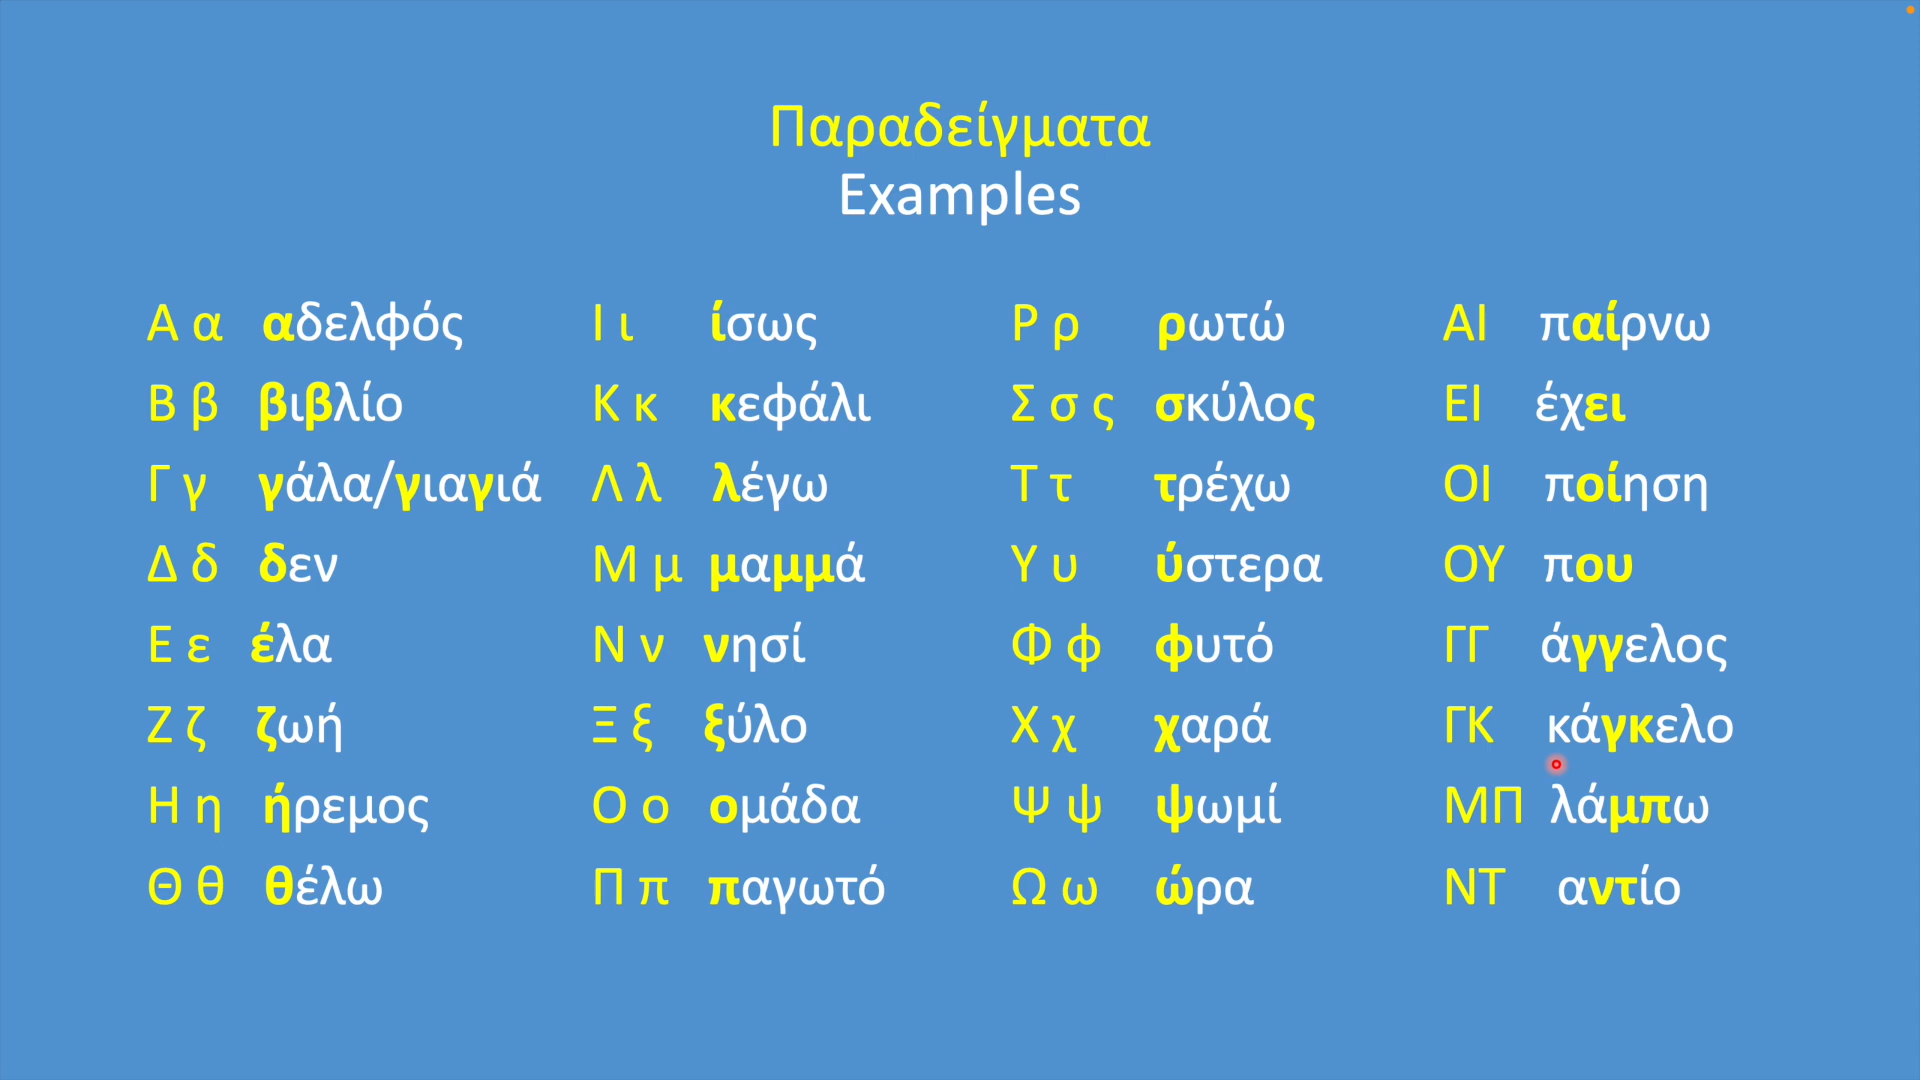 Παραδείγματα
Examples
Α α αδελφός
Β β βιβλίο
Γ γ γάλα/γιαγιά
Δ δ δεν
Ε ε έλα
Ζ ζ ζωή
Η η ήρεμος
Θ θ θέλω
Ι ι ίσως
Κ κ κεφάλι
Λ λ λέγω
Μ μ μαμμά
Ν ν νησί
Ξ ξ ξύλο
Ο ο ομάδα
Π π παγωτό
Ρ ρ ρωτώ
Σ σ ς σκύλος
Τ τ τρέχω
Υ υ ύστερα
Φ φ φυτό
Χ χ χαρά
Ψ ψ ψωμί
Ω ω ώρα
ΑΙ παίρνω
ΕΙ έχει
ΟΙ ποίηση
ΟΥ που
ΓΓ άγγελος
ΓΚ κάγκελο
ΜΠ λάμπω
ΝΤ αντίο